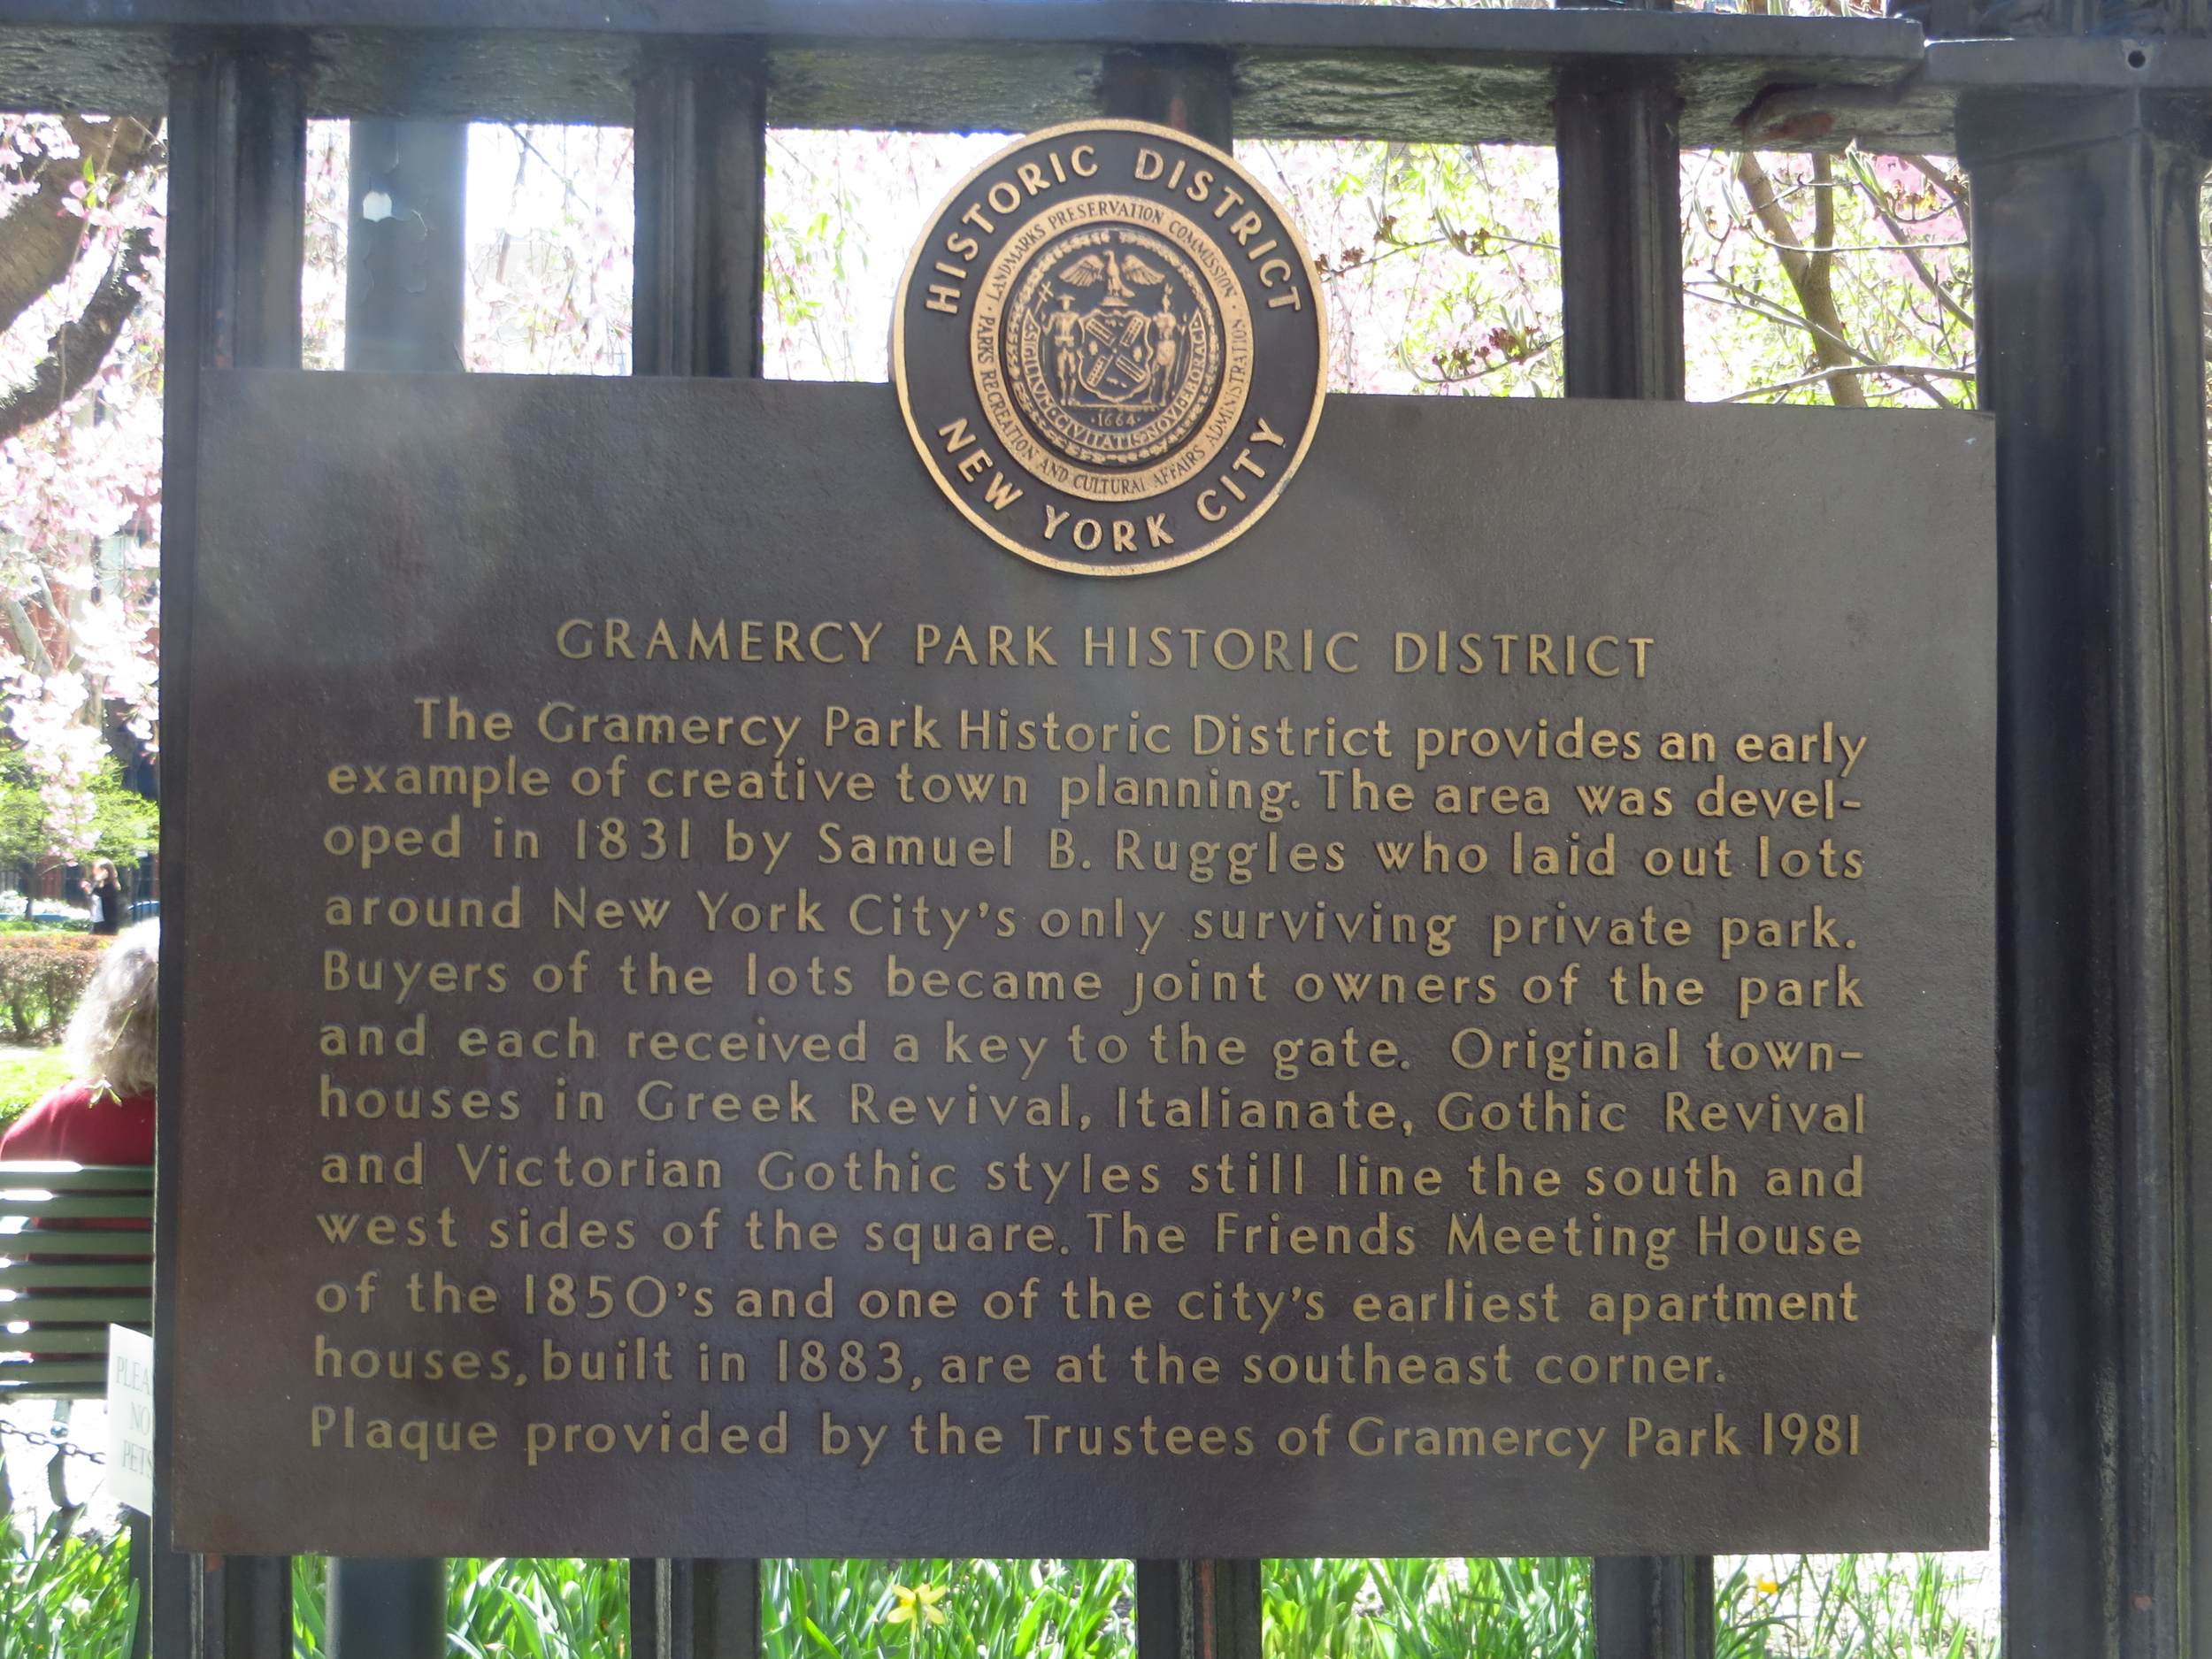 HISTORIC DISTRICT
LANDMARKS PRESERVATION COMMISSION ·
PARKS RECREATION AND CULTURAL AFFAIRS ADMINISTRATION ·
·1664·
SIGILLVM·CIVITATIS·NOVI·EBORACI
NEW YORK CITY
GRAMERCY PARK HISTORIC DISTRICT
The Gramercy Park Historic District provides an early
example of creative town planning. The area was devel-
oped in 1831 by Samuel B. Ruggles who laid out lots
around New York City's only surviving private park.
Buyers of the lots became joint owners of the park
and each received a key to the gate. Original town-
houses in Greek Revival, Italianate, Gothic Revival
and Victorian Gothic styles still line the south and
west sides of the square. The Friends Meeting House
of the 1850's and one of the city's earliest apartment
houses, built in 1883, are at the southeast corner.
Plaque provided by the Trustees of Gramercy Park 1981
PLEA
NO
PETS